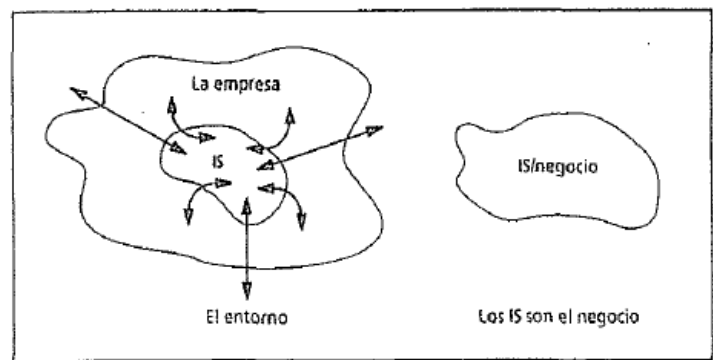 La empresa
IS
IS/negocio
El entorno
Los IS son el negocio